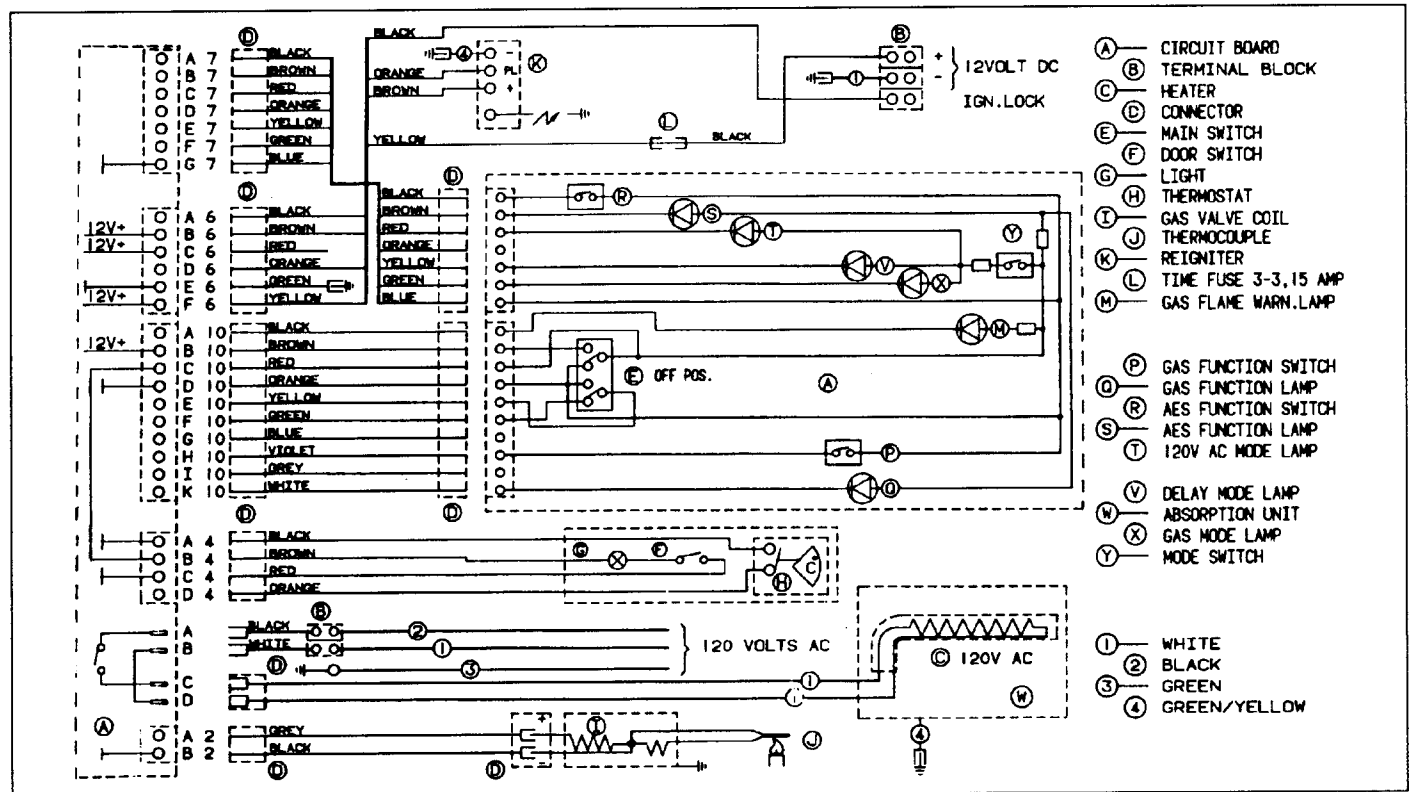 A 7 BLACK
B 7 BROWN
C 7 RED
D 7 ORANGE
E 7 YELLOW
F 7 GREEN
G 7 BLUE
D
BLACK
ORANGE
BROWN
YELLOW
4
-
PL
+
K
L
BLACK
B
+
-
1
12VOLT DC
IGN.LOCK
D
12V+
12V+
12V+
A 6 BLACK
B 6 BROWN
C 6 RED
D 6 ORANGE
E 6 GREEN
F 6 YELLOW
D
BLACK
BROWN
RED
ORANGE
YELLOW
GREEN
BLUE
R
S
T
Y
V
X
M
12V+
A 10 BLACK
B 10 BROWN
C 10 RED
D 10 ORANGE
E 10 YELLOW
F 10 GREEN
G 10 BLUE
H 10 VIOLET
I 10 GREY
K 10 WHITE
E OFF POS.
A
P
Q
D
D
A 4 BLACK
B 4 BROWN
C 4 RED
D 4 ORANGE
G
F
H
C
B
A BLACK
B WHITE
C
D
D
2
1
3
120 VOLTS AC
1
1
C 120V AC
W
4
A
A 2 GREY
B 2 BLACK
D
D
+
-
I
J
A CIRCUIT BOARD
B TERMINAL BLOCK
C HEATER
D CONNECTOR
E MAIN SWITCH
F DOOR SWITCH
G LIGHT
H THERMOSTAT
I GAS VALVE COIL
J THERMOCOUPLE
K REIGNITER
L TIME FUSE 3-3,15 AMP
M GAS FLAME WARN.LAMP
P GAS FUNCTION SWITCH
Q GAS FUNCTION LAMP
R AES FUNCTION SWITCH
S AES FUNCTION LAMP
T 120V AC MODE LAMP
V DELAY MODE LAMP
W ABSORPTION UNIT
X GAS MODE LAMP
Y MODE SWITCH
1 WHITE
2 BLACK
3 GREEN
4 GREEN/YELLOW